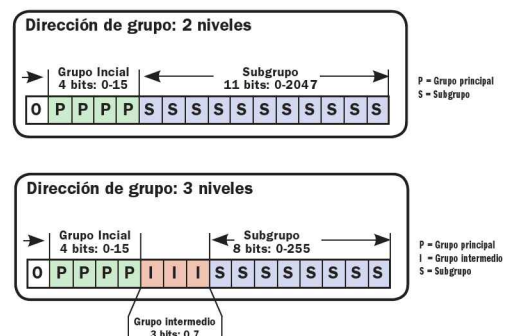 Dirección de grupo: 2 niveles
Grupo Incial
4 bits: 0-15
Subgrupo
11 bits: 0-2047
P = Grupo principal
S = Subgrupo
0 P P P P S S S S S S S S S S S
Dirección de grupo: 3 niveles
Grupo Incial
4 bits: 0-15
Subgrupo
8 bits: 0-255
P = Grupo principal
I = Grupo intermedio
S = Subgrupo
0 P P P P I I I S S S S S S S S
Grupo intermedio
3 bits: 0.7